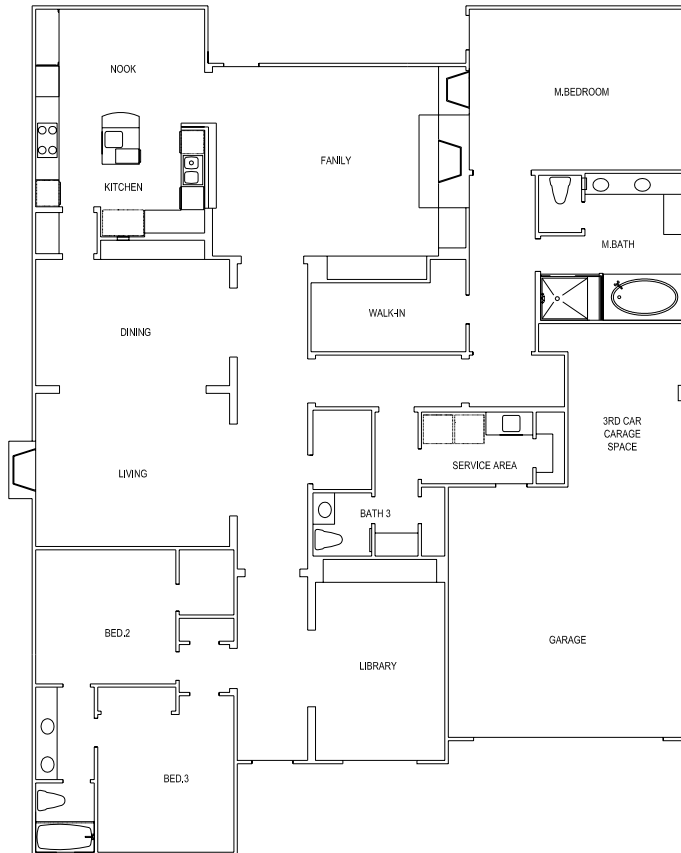 NOOK
M.BEDROOM
FANILY
KITCHEN
M.BATH
WALK-IN
DINING
3RD CAR
CARAGE
SPACE
SERVICE AREA
LIVING
BATH 3
BED.2
GARAGE
LIBRARY
BED.3